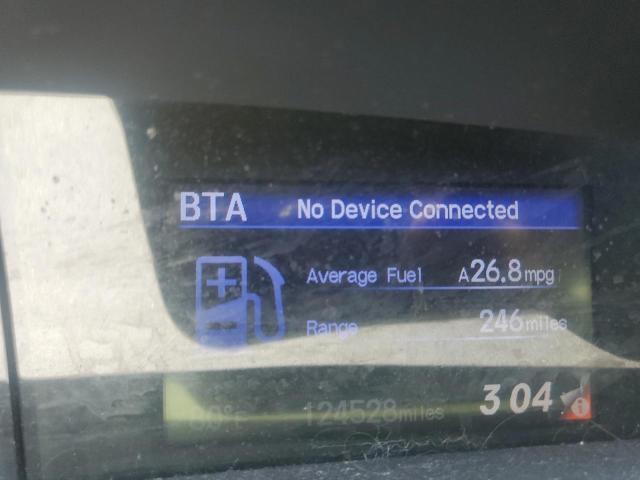 BTA No Device Connected
Average Fuel A26.8mpg
Range 246miles
124528miles 3 04